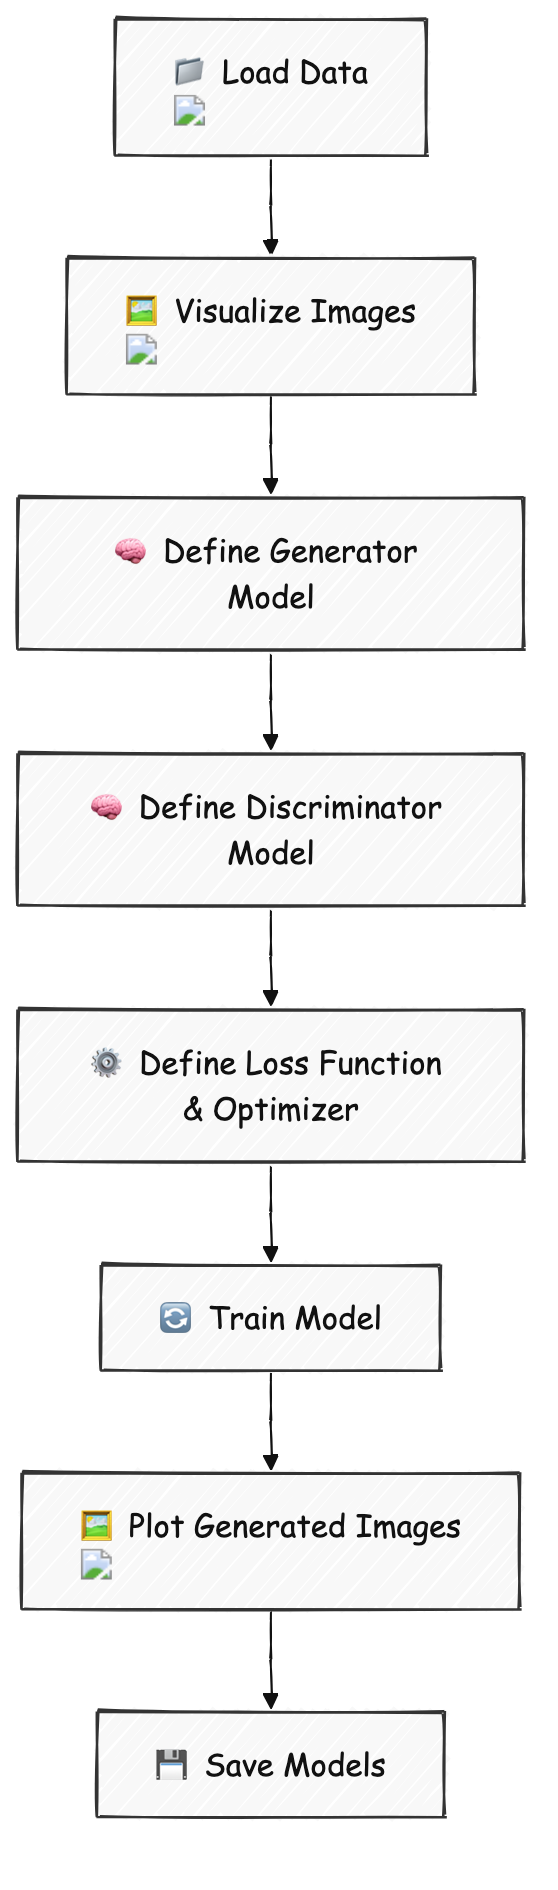 Load Data
Visualize Images
Define Generator
Model
Define Discriminator
Model
Define Loss Function
& Optimizer
Train Model
Plot Generated Images
Save Models